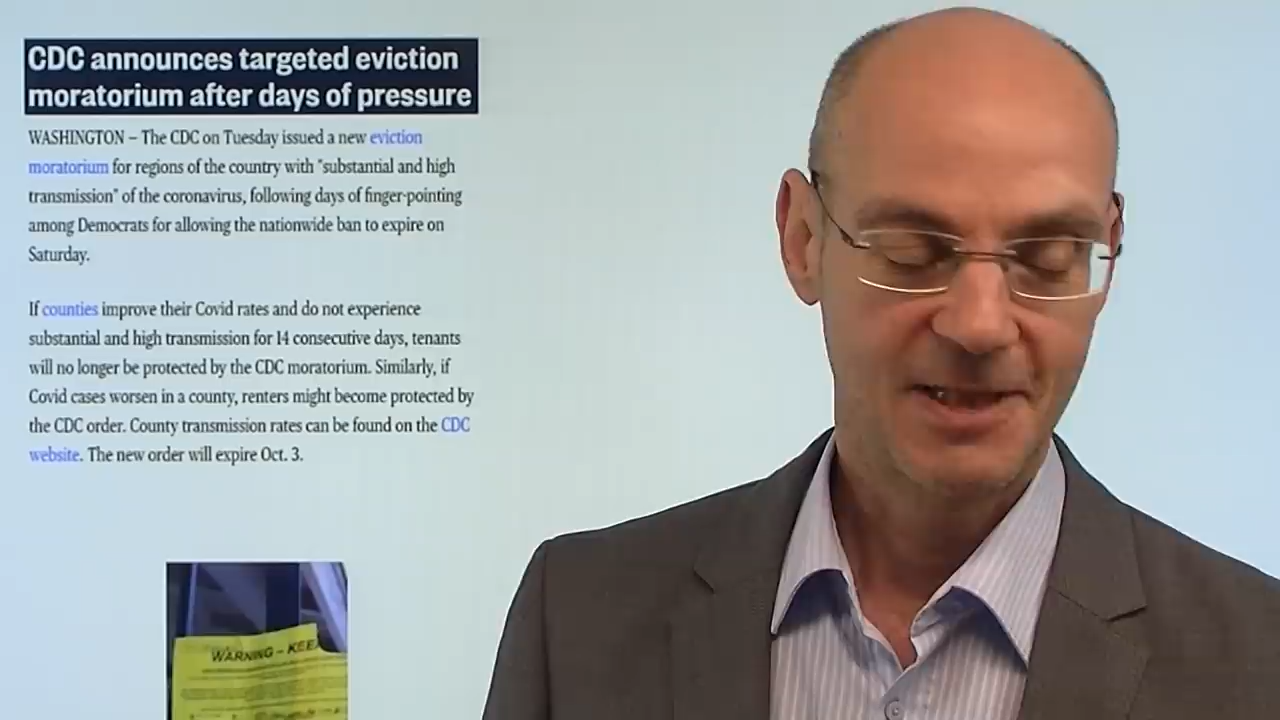 CDC announces targeted eviction
moratorium after days of pressure
WASHINGTON – The CDC on Tuesday issued a new eviction
moratorium for regions of the country with "substantial and high
transmission" of the coronavirus, following days of finger-pointing
among Democrats for allowing the nationwide ban to expire on
Saturday.
If counties improve their Covid rates and do not experience
substantial and high transmission for 14 consecutive days, tenants
will no longer be protected by the CDC moratorium. Similarly, if
Covid cases worsen in a county, renters might become protected by
the CDC order. County transmission rates can be found on the CDC
website. The new order will expire Oct. 3.
WARNING – KEE